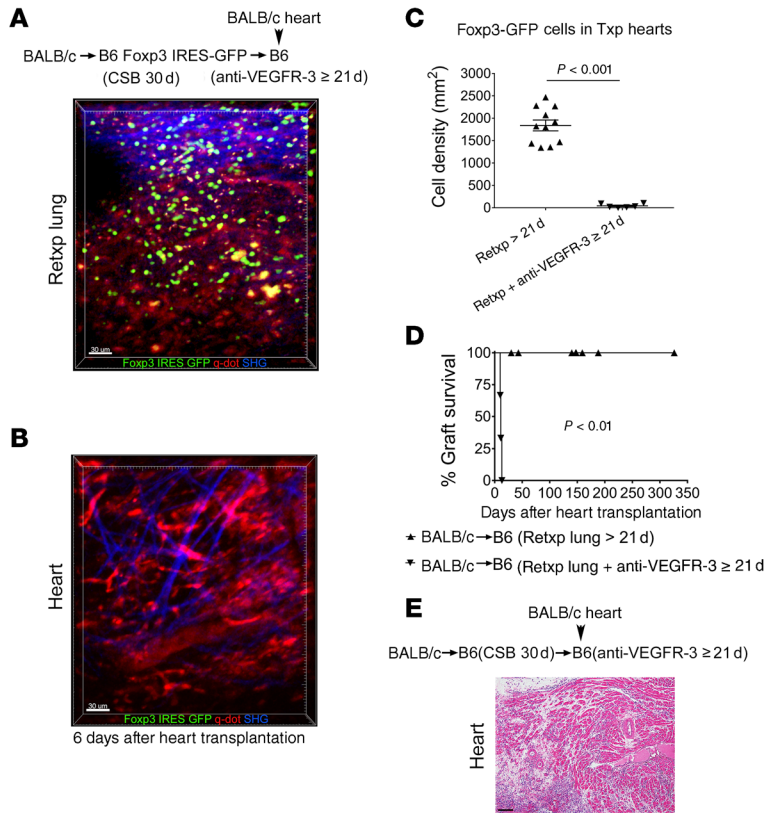 A
BALB/c heart
BALB/c→B6 Foxp3 IRES-GFP→B6
(CSB 30 d) (anti-VEGFR-3 ≥ 21 d)
Retxp lung
30 um
Foxp3 IRES GFP q-dot SHG
B
Heart
30 um
Foxp3 IRES GFP q-dot SHG
6 days after heart transplantation
C
Foxp3-GFP cells in Txp hearts
P < 0.001
Cell density (mm²)
3000
2500
2000
1500
1000
500
0
Retxp > 21 d
Retxp + anti-VEGFR-3 ≥ 21 d
D
% Graft survival
100
75
50
25
0
P < 0.01
0 50 100 150 200 250 300 350
Days after heart transplantation
BALB/c→B6 (Retxp lung > 21 d)
BALB/c→B6 (Retxp lung + anti-VEGFR-3 ≥ 21 d
E
BALB/c heart
BALB/c→B6(CSB 30 d)→B6(anti-VEGFR-3 ≥ 21 d)
Heart